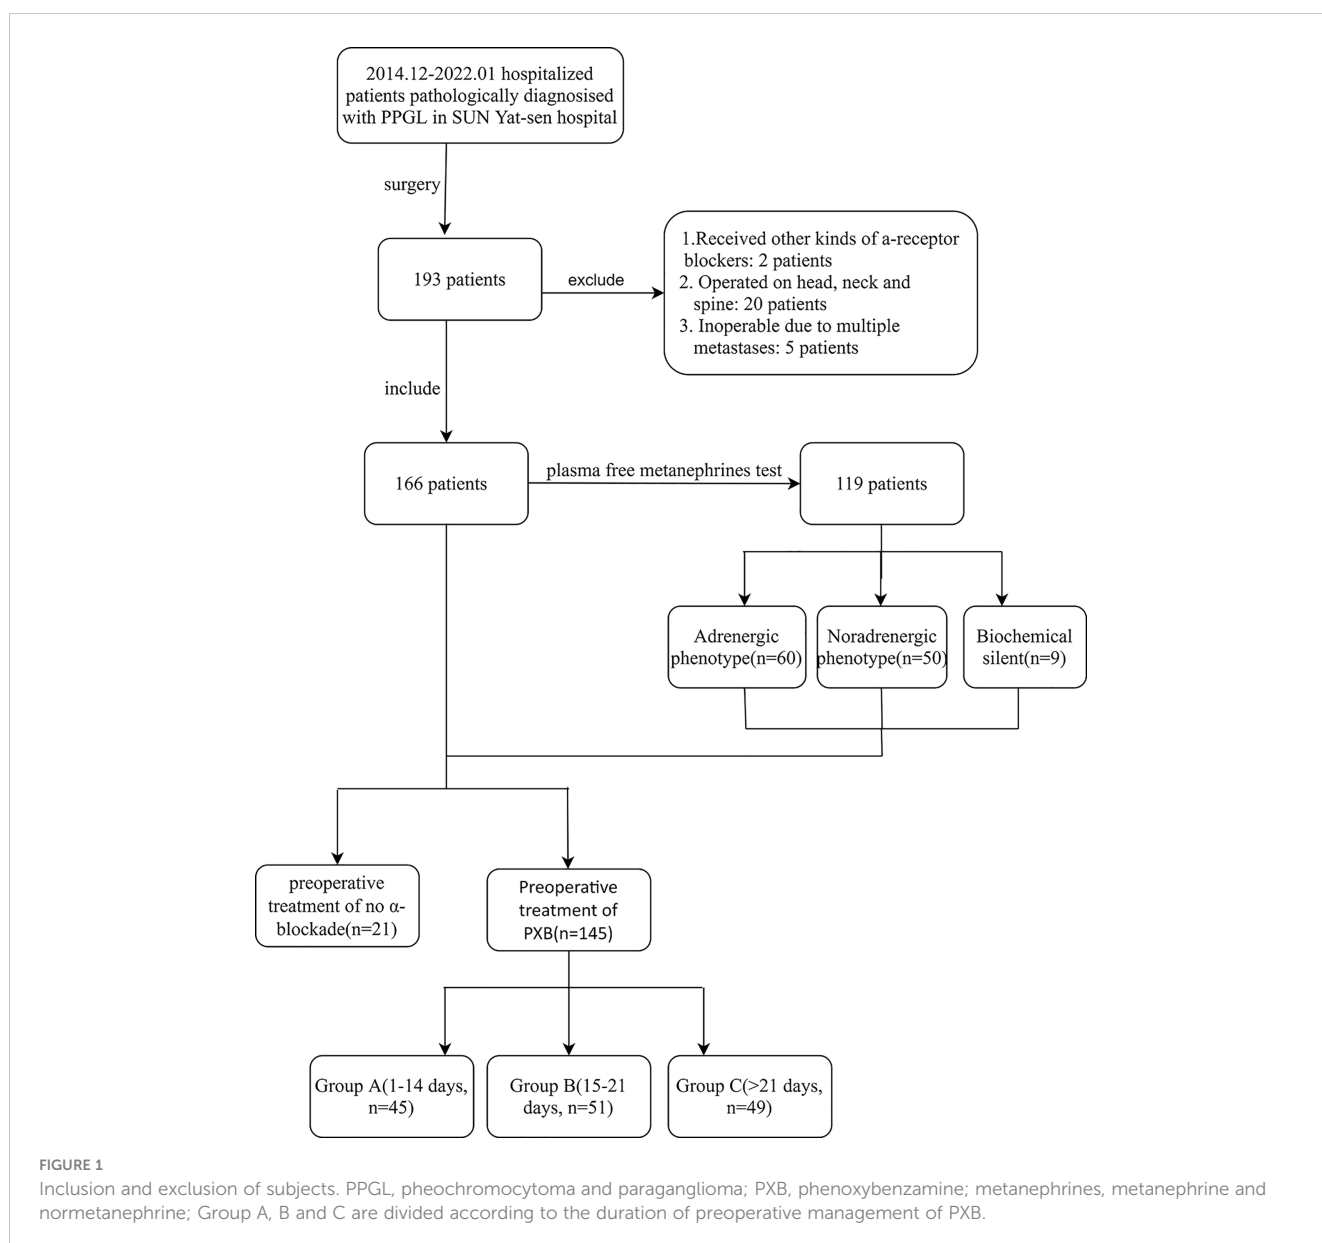 2014.12-2022.01 hospitalized
patients pathologically diagnosised
with PPGL in SUN Yat-sen hospital
surgery
193 patients
exclude
1.Received other kinds of a-receptor
blockers: 2 patients
2. Operated on head, neck and
spine: 20 patients
3. Inoperable due to multiple
metastases: 5 patients
include
166 patients
plasma free metanephrines test
119 patients
Adrenergic
phenotype(n=60)
Noradrenergic
phenotype(n=50)
Biochemical
silent(n=9)
preoperative
treatment of no α-
blockade(n=21)
Preoperative
treatment of
PXB(n=145)
Group A(1-14 days,
n=45)
Group B(15-21
days, n=51)
Group C(>21 days,
n=49)
FIGURE 1
Inclusion and exclusion of subjects. PPGL, pheochromocytoma and paraganglioma; PXB, phenoxybenzamine; metanephrines, metanephrine and
normetanephrine; Group A, B and C are divided according to the duration of preoperative management of PXB.